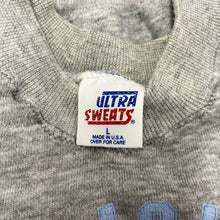 ULTRA
SWEATS
L
MADE IN U.S.A.
OVER FOR CARE